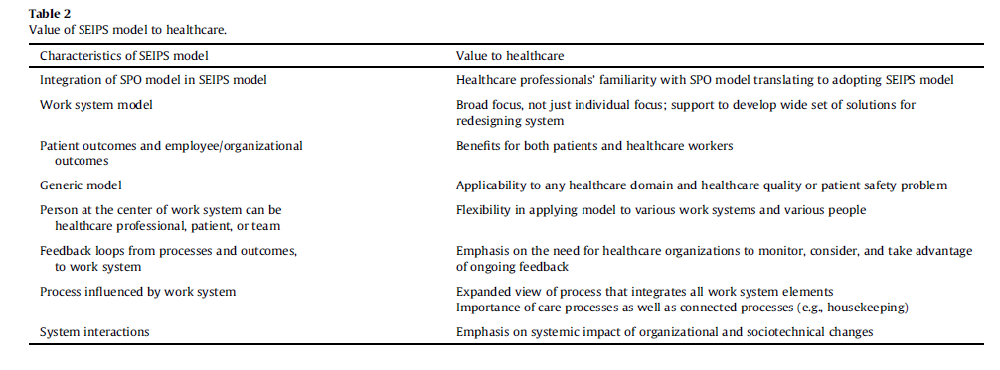 Table 2
Value of SEIPS model to healthcare.
Characteristics of SEIPS model Value to healthcare
Integration of SPO model in SEIPS model Healthcare professionals' familiarity with SPO model translating to adopting SEIPS model
Work system model Broad focus, not just individual focus; support to develop wide set of solutions for
redesigning system
Patient outcomes and employee/organizational Benefits for both patients and healthcare workers
outcomes
Generic model Applicability to any healthcare domain and healthcare quality or patient safety problem
Person at the center of work system can be Flexibility in applying model to various work systems and various people
healthcare professional, patient, or team
Feedback loops from processes and outcomes, Emphasis on the need for healthcare organizations to monitor, consider, and take advantage
to work system of ongoing feedback
Process influenced by work system Expanded view of process that integrates all work system elements
Importance of care processes as well as connected processes (e.g., housekeeping)
System interactions Emphasis on systemic impact of organizational and sociotechnical changes